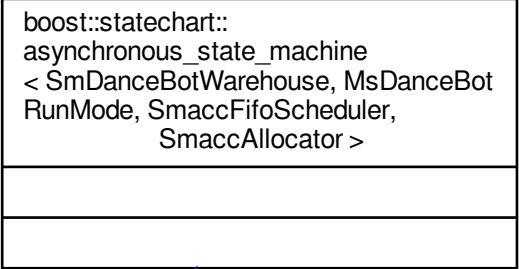 boost::statechart::
asynchronous_state_machine
< SmDanceBotWarehouse, MsDanceBot
RunMode, SmaccFifoScheduler,
SmaccAllocator >